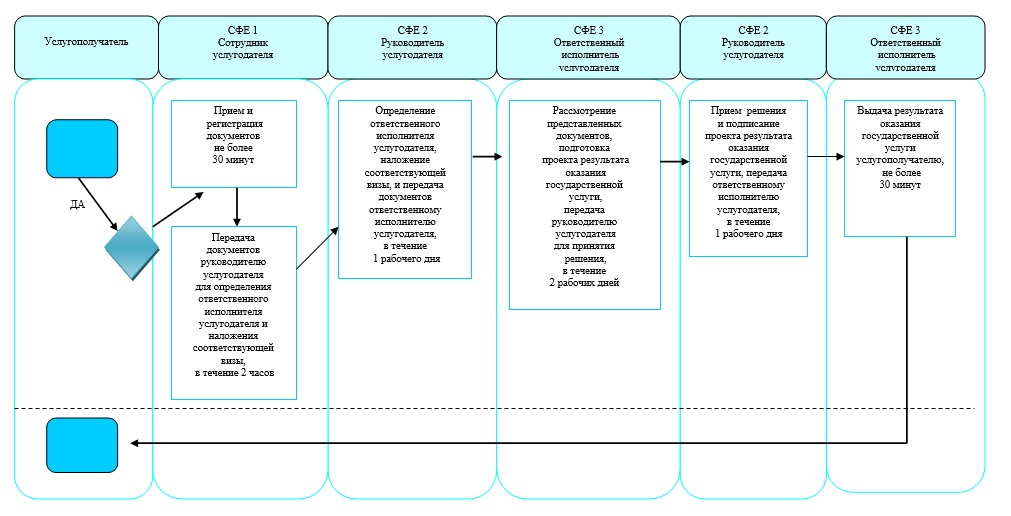 Услугополучатель
СФЕ 1
Сотрудник
услугодателя
СФЕ 2
Руководитель
услугодателя
СФЕ 3
Ответственный
исполнитель
услугодателя
СФЕ 2
Руководитель
услугодателя
СФЕ 3
Ответственный
исполнитель
услугодателя
ДА
Прием и
регистрация
документов
не более
30 минут
Передача
документов
руководителю
услугодателя
для определения
ответственного
исполнителя
услугодателя и
наложения
соответствующей
визы,
в течение 2 часов
Определение
ответственного
исполнителя
услугодателя,
наложение
соответствующей
визы, и передача
документов
ответственному
исполнителю
услугодателя,
в течение
1 рабочего дня
Рассмотрение
представленных
документов,
подготовка
проекта результата
оказания
государственной
услуги,
передача
руководителю
услугодателя
для принятия
решения,
в течение
2 рабочих дней
Прием решения
и подписание
проекта результата
оказания
государственной
услуги, передача
ответственному
исполнителю
услугодателя,
в течение
1 рабочего дня
Выдача результата
оказания
государственной
услуги
услугополучателю,
не более
30 минут